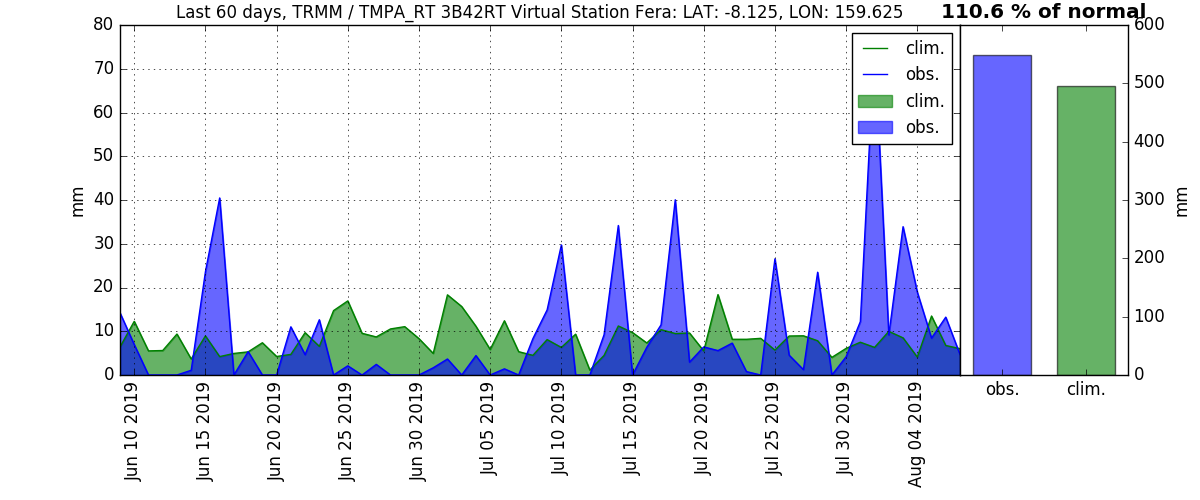 Last 60 days, TRMM / TMPA_RT 3B42RT Virtual Station Fera: LAT: -8.125, LON: 159.625
110.6 % of normal
80
70
60
50
40
30
20
10
0
mm
clim.
obs.
clim.
obs.
600
500
400
300
200
100
0
mm
Jun 10 2019
Jun 15 2019
Jun 20 2019
Jun 25 2019
Jun 30 2019
Jul 05 2019
Jul 10 2019
Jul 15 2019
Jul 20 2019
Jul 25 2019
Jul 30 2019
Aug 04 2019
obs.
clim.